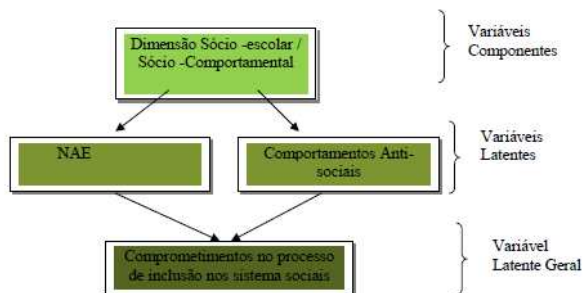 Dimensão Sócio -escolar /
Sócio -Comportamental
Variáveis
Componentes
NAE
Comportamentos Anti-
sociais
Variáveis
Latentes
Comprometimentos no processo
de inclusão nos sistema sociais
Variável
Latente Geral